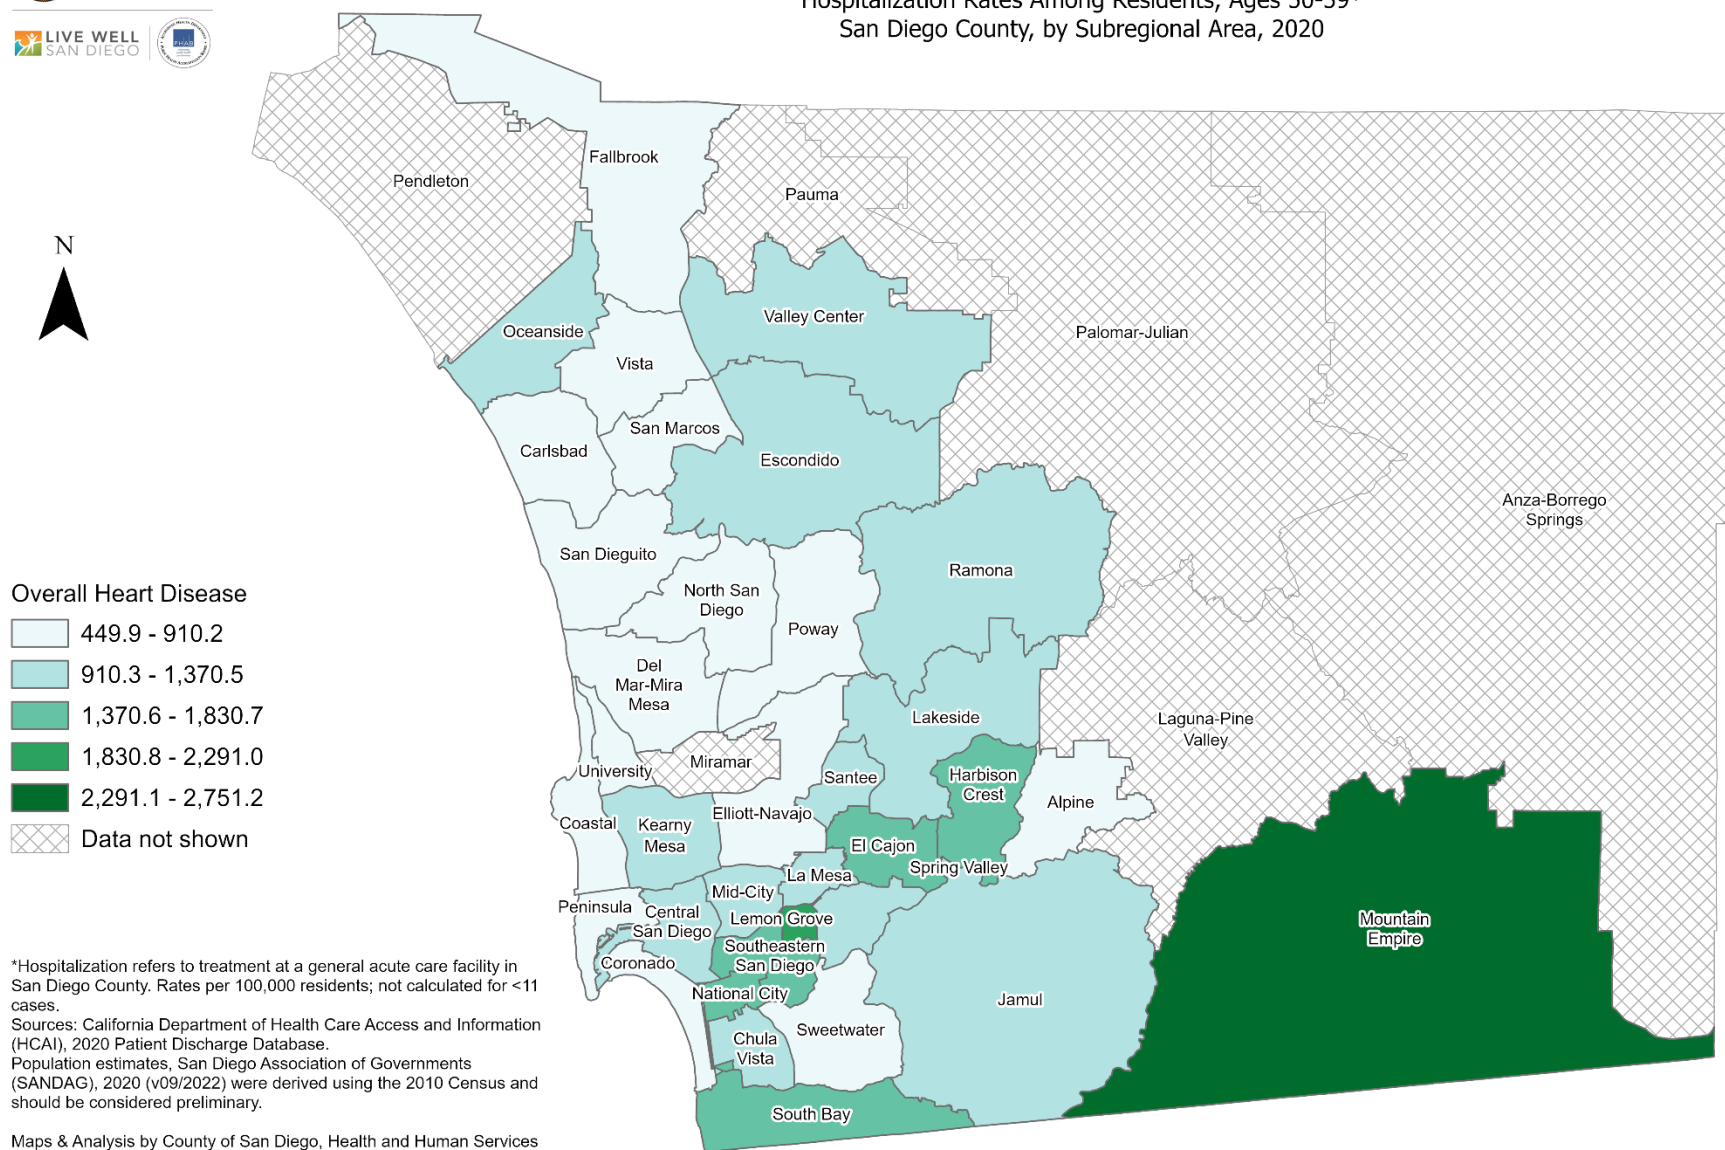 Hospitalization Rates Among Residents, Ages 50-59*
San Diego County, by Subregional Area, 2020
LIVE WELL
SAN DIEGO
PHAB
N
Fallbrook
Pendleton
Pauma
Oceanside
Valley Center
Palomar-Julian
Vista
San Marcos
Carlsbad
Escondido
Anza-Borrego
Springs
San Dieguito
Ramona
North San
Diego
Poway
Del
Mar-Mira
Mesa
Lakeside
Laguna-Pine
Valley
University
Miramar
Santee
Harbison
Crest
Alpine
Elliott-Navajo
Coastal
Kearny
Mesa
El Cajon
Spring Valley
La Mesa
Mid-City
Peninsula
Central
San Diego
Lemon Grove
Mountain
Empire
Southeastern
San Diego
Coronado
National City
Jamul
Sweetwater
Chula
Vista
South Bay
Overall Heart Disease
449.9 - 910.2
910.3 - 1,370.5
1,370.6 - 1,830.7
1,830.8 - 2,291.0
2,291.1 - 2,751.2
Data not shown
*Hospitalization refers to treatment at a general acute care facility in
San Diego County. Rates per 100,000 residents; not calculated for <11
cases.
Sources: California Department of Health Care Access and Information
(HCAI), 2020 Patient Discharge Database.
Population estimates, San Diego Association of Governments
(SANDAG), 2020 (v09/2022) were derived using the 2010 Census and
should be considered preliminary.
Maps & Analysis by County of San Diego, Health and Human Services